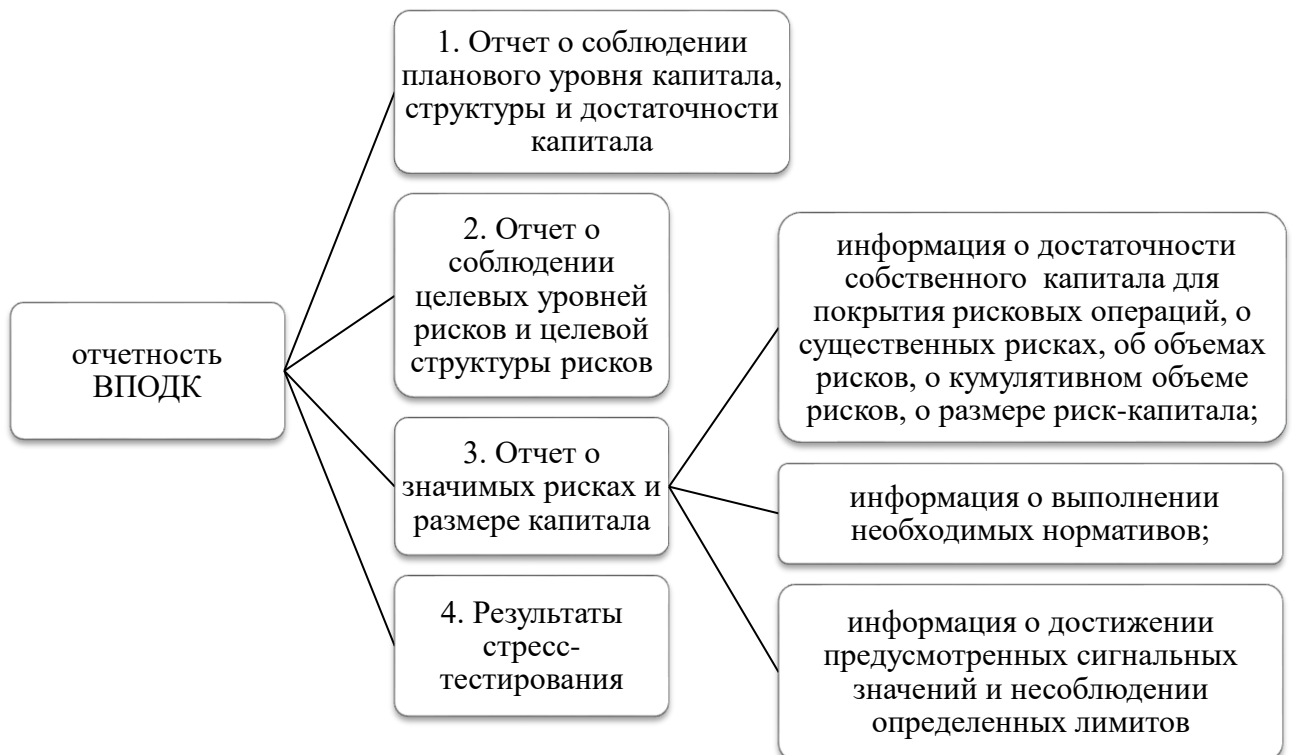 отчетность
ВПОДК
1. Отчет о соблюдении
планового уровня капитала,
структуры и достаточности
капитала
2. Отчет о
соблюдении
целевых уровней
рисков и целевой
структуры рисков
3. Отчет о
значимых рисках и
размере капитала
4. Результаты
стресс-
тестирования
информация о достаточности
собственного капитала для
покрытия рисковых операций, о
существенных рисках, об объемах
рисков, о кумулятивном объеме
рисков, о размере риск-капитала;
информация о выполнении
необходимых нормативов;
информация о достижении
предусмотренных сигнальных
значений и несоблюдении
определенных лимитов